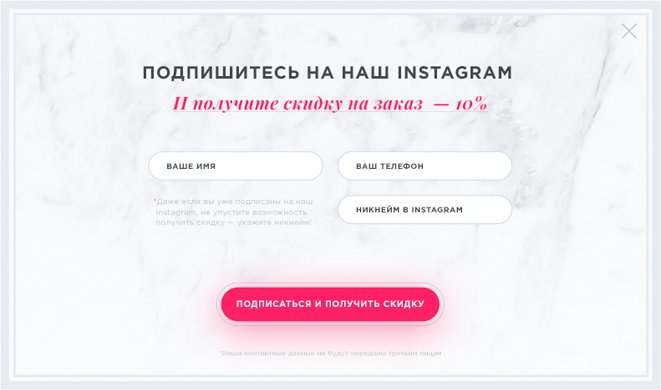 ПОДПИШИТЕСЬ НА НАШ INSTAGRAM
И получите скидку на заказ — 10%
ВАШЕ ИМЯ
ВАШ ТЕЛЕФОН
*Даже если вы уже подписаны на наш
Instagram, не упустите возможность
получить скидку — укажите никнейм!
НИКНЕЙМ В INSTAGRAM
ПОДПИСАТЬСЯ И ПОЛУЧИТЬ СКИДКУ
*Ваши контактные данные не будут переданы третьим лицам